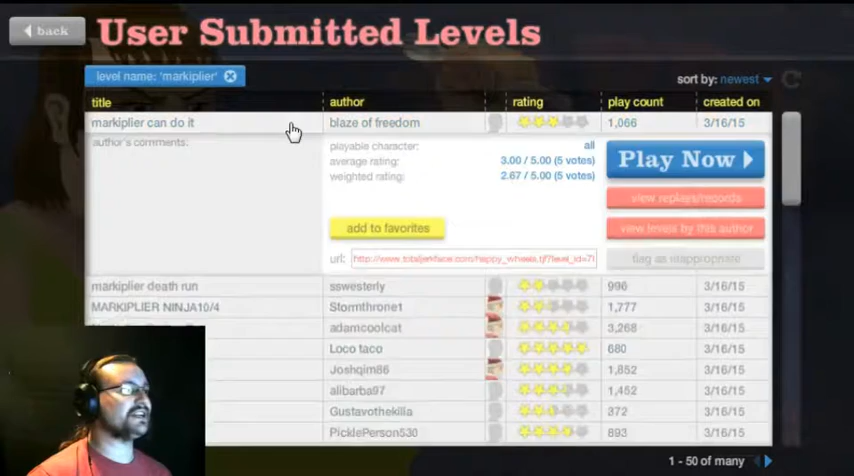 back
User Submitted Levels
level name: 'markiplier'
sort by: newest
title author rating play count created on
markiplier can do it blaze of freedom 1,066 3/16/15
author's comments:
playable character: all
average rating: 3.00 / 5.00 (5 votes)
weighted rating: 2.67 / 5.00 (5 votes)
Play Now
view replays/records
add to favorites
view levels by this author
url: http://www.totaljerkface.com/happy_wheels.tjf?level_id=7
flag as inappropriate
markiplier death run sswesterly 996 3/16/15
MARKIPLIER NINJA10/4 Stormthrone1 1,777 3/16/15
adamcoolcat 3,268 3/16/15
Loco taco 680 3/16/15
Joshqim86 1,852 3/16/15
alibarba97 1,452 3/16/15
Gustavothekilla 372 3/16/15
PicklePerson530 893 3/16/15
1 - 50 of many